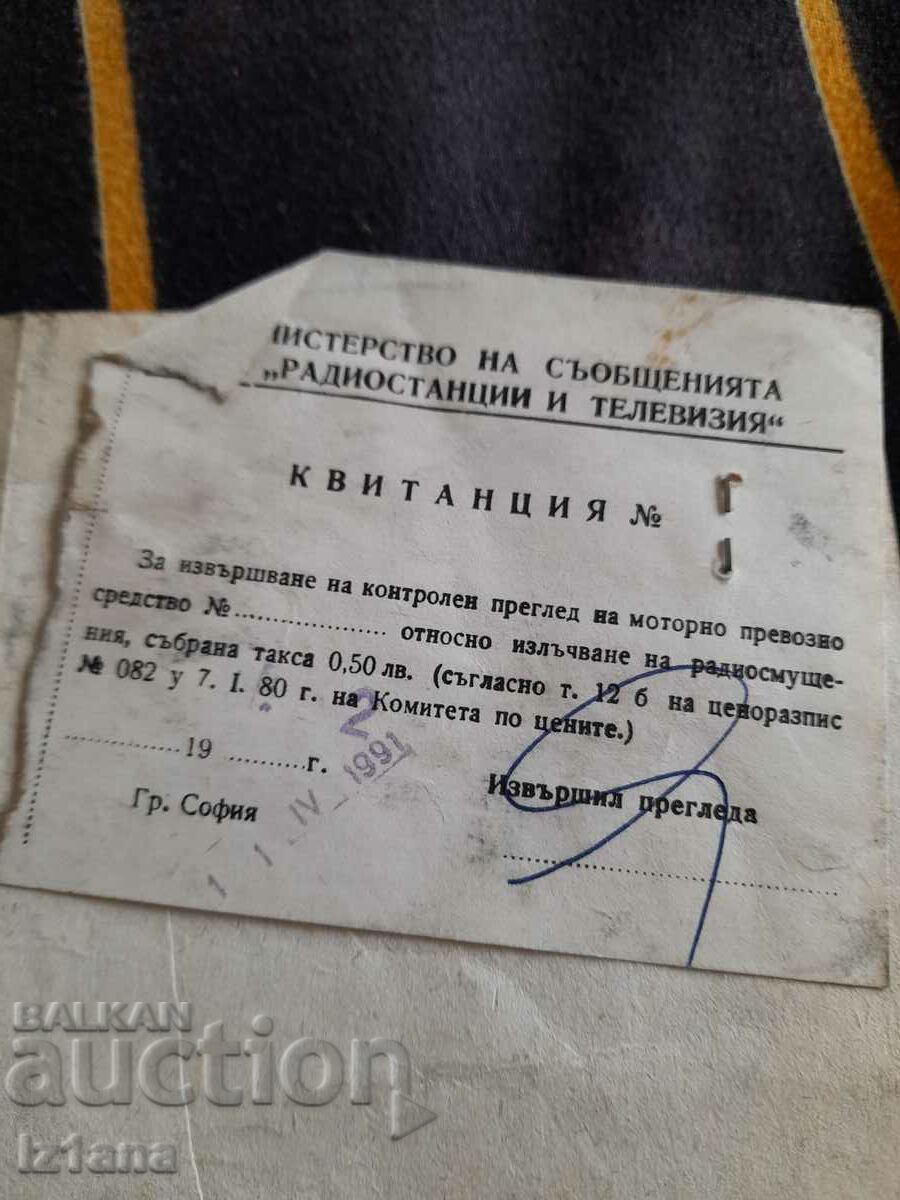 ИСТЕРСТВО НА СЪОБЩЕНИЯТА
„РАДИОСТАНЦИИ И ТЕЛЕВИЗИЯ“
КВИТАНЦИЯ №
За извършване на контролен преглед на моторно превозно
средство №.................... относно излъчване на радиосмуще-
ния, събрана такса 0,50 лв. (съгласно т. 12 б на ценоразпис
№ 082 у 7. I. 80 г. на Комитета по цените.)
2
.................... 19 ..........г.
Извършил прегледа
Гр. София
1 1 IV 1991
BALKAN
auction
iz1ana